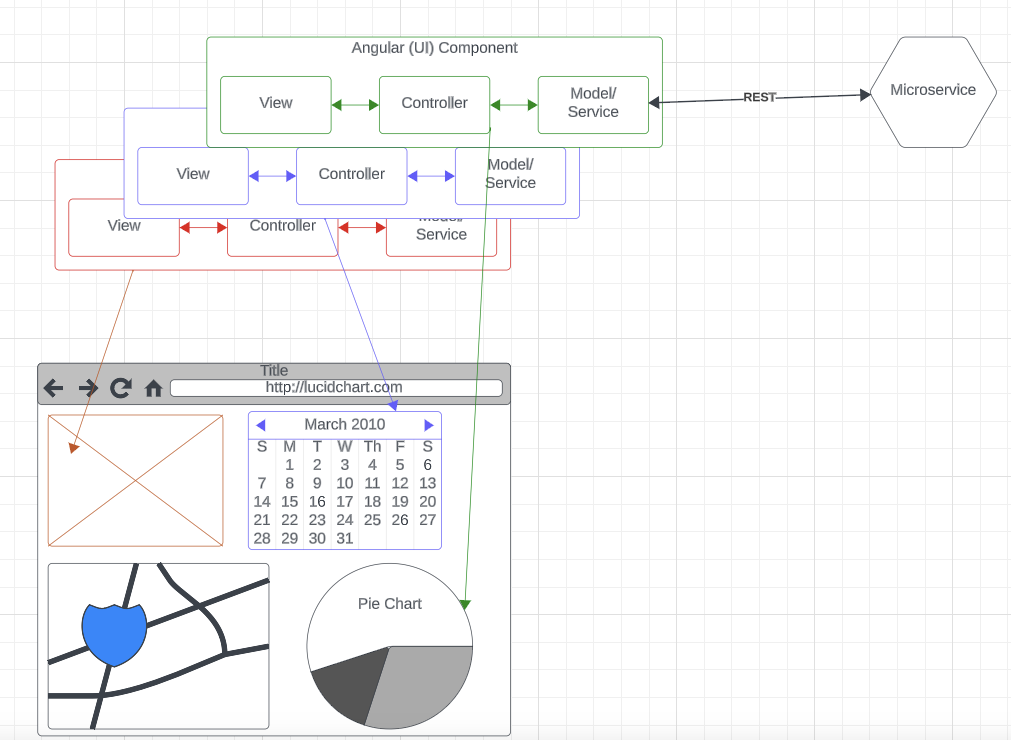 Angular (UI) Component
View
Controller
Model/
Service
REST
Microservice
View
Controller
Model/
Service
View
Controller
Model/
Service
Title
http://lucidchart.com
March 2010
S M T W Th F S
1 2 3 4 5 6
7 8 9 10 11 12 13
14 15 16 17 18 19 20
21 22 23 24 25 26 27
28 29 30 31
Pie Chart